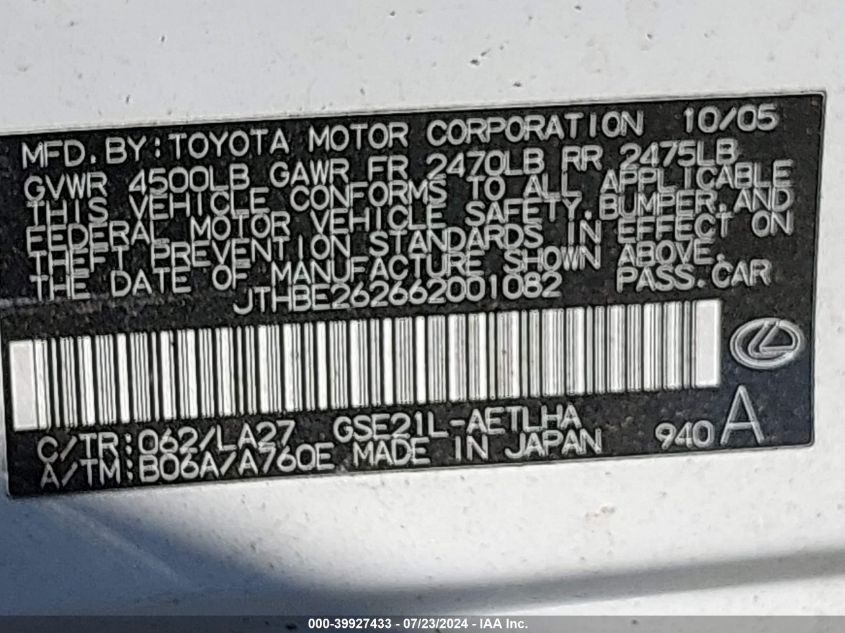 MFD.BY:TOYOTA MOTOR CORPORATION 10/05
GVWR 4500LB GAWR FR 2470LB RR 2475LB
THIS VEHICLE CONFORMS TO ALL APPLICABLE
FEDERAL MOTOR VEHICLE SAFETY,BUMPER,AND
THEFT PREVENTION STANDARDS IN EFFECT ON
THE DATE OF MANUFACTURE SHOWN ABOVE.
JTHBE262662001082 PASS.CAR
C/TR:062/LA27 GSE21L-AETLHA
A/TM:B06A/A760E MADE IN JAPAN 940 A
000-39927433 - 07/23/2024 - IAA Inc.